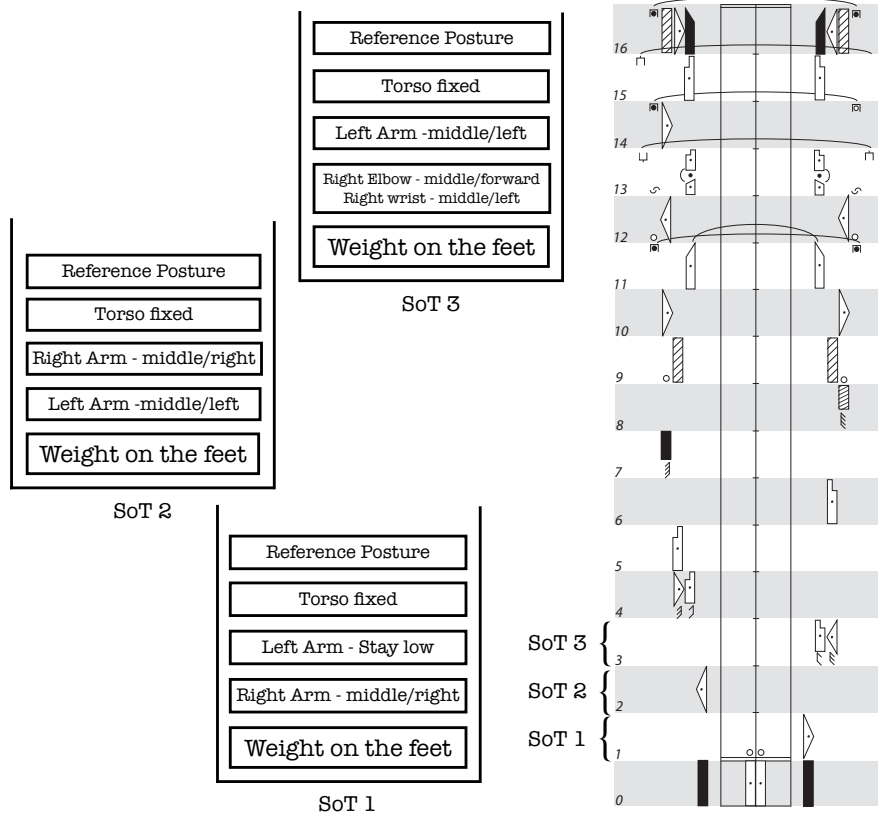 Reference Posture
Torso fixed
Left Arm -middle/left
Right Elbow - middle/forward
Right wrist - middle/left
Weight on the feet
SoT 3
Reference Posture
Torso fixed
Right Arm - middle/right
Left Arm -middle/left
Weight on the feet
SoT 2
Reference Posture
Torso fixed
Left Arm - Stay low
Right Arm - middle/right
Weight on the feet
SoT 1
16
15
14
13
12
11
10
9
8
7
6
5
4
SoT 3
3
SoT 2
2
SoT 1
1
0